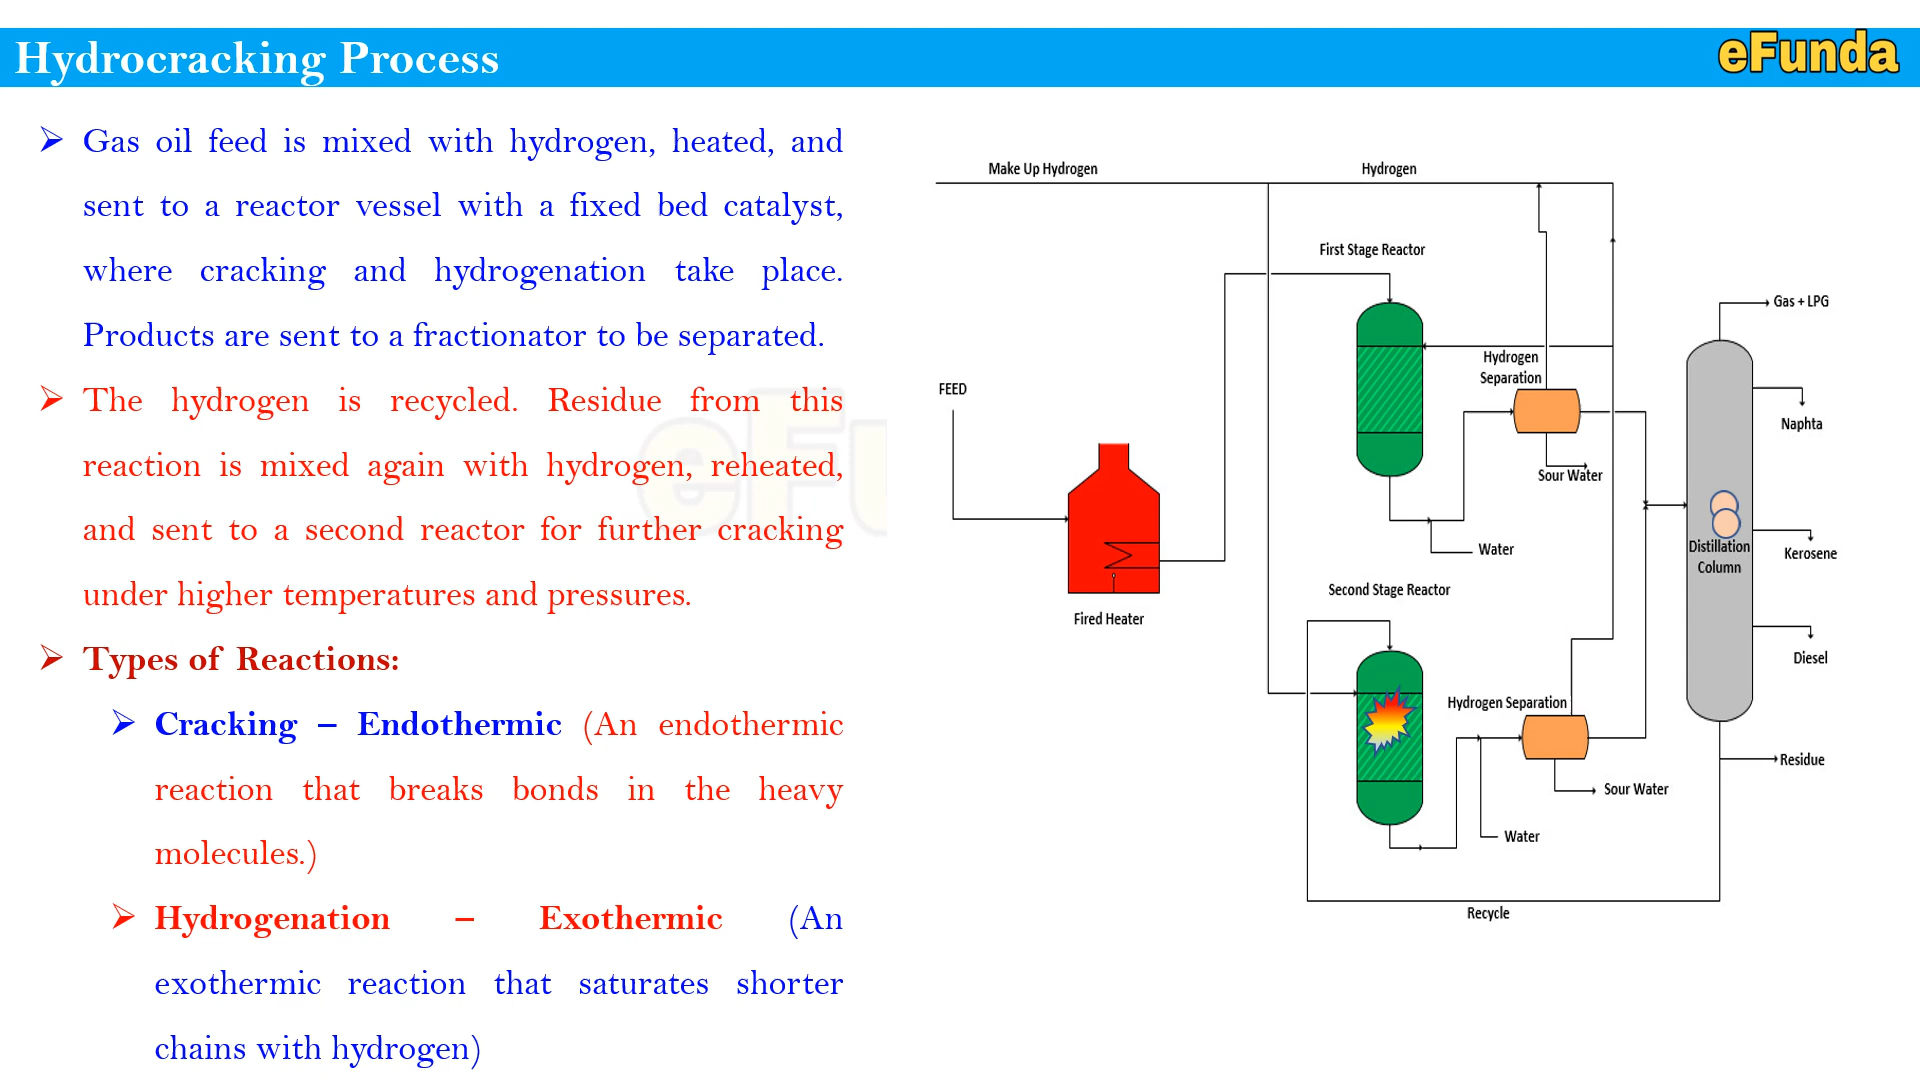 Hydrocracking Process
eFunda
Gas oil feed is mixed with hydrogen, heated, and
sent to a reactor vessel with a fixed bed catalyst,
where cracking and hydrogenation take place.
Products are sent to a fractionator to be separated.
The hydrogen is recycled. Residue from this
reaction is mixed again with hydrogen, reheated,
and sent to a second reactor for further cracking
under higher temperatures and pressures.
Types of Reactions:
Cracking – Endothermic (An endothermic
reaction that breaks bonds in the heavy
molecules.)
Hydrogenation – Exothermic (An
exothermic reaction that saturates shorter
chains with hydrogen)
eFu
Make Up Hydrogen
Hydrogen
First Stage Reactor
Gas + LPG
Hydrogen
Separation
FEED
Naphta
Sour Water
Water
Distillation
Column
Kerosene
Second Stage Reactor
Fired Heater
Diesel
Hydrogen Separation
Residue
Sour Water
Water
Recycle